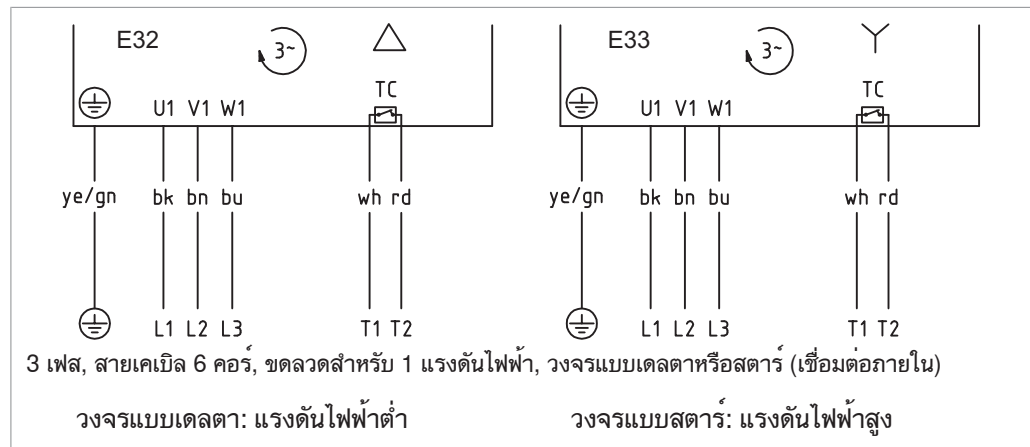 E32 3~ E33 3~
TC TC
U1 V1 W1 U1 V1 W1
ye/gn bk bn bu wh rd ye/gn bk bn bu wh rd
L1 L2 L3 T1 T2 L1 L2 L3 T1 T2
3 เฟส, สายเคเบิล 6 คอร์, ขดลวดสำหรับ 1 แรงดันไฟฟ้า, วงจรแบบเดลตาหรือสตาร์ (เชื่อมต่อภายใน)
วงจรแบบเดลตา: แรงดันไฟฟ้าต่ำ วงจรแบบสตาร์: แรงดันไฟฟ้าสูง